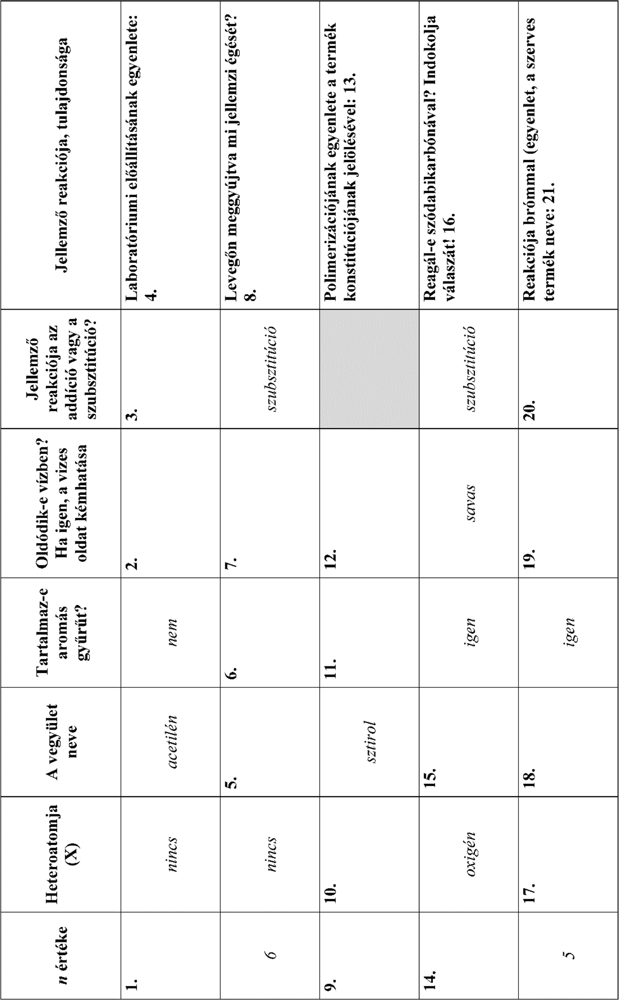 n értéke
Heteroatomja
(X)
A vegyület
neve
Tartalmaz-e
aromás
gyűrűt?
Oldódik-e vízben?
Ha igen, a vizes
oldat kémhatása
Jellemző
reakciója az
addíció vagy a
szubsztitúció?
Jellemző reakciója, tulajdonsága
1.
nincs
acetilén
nem
2.
3.
Laboratóriumi előállításának egyenlete:
4.
6
nincs
5.
6.
7.
szubsztitúció
Levegőn meggyújtva mi jellemzi égését?
8.
9.
10.
sztirol
11.
12.
Polimerizációjának egyenlete a termék
konstitúciójának jelölésével: 13.
14.
oxigén
15.
igen
savas
szubsztitúció
Reagál-e szódabikarbónával? Indokolja
válaszát! 16.
5
17.
18.
igen
19.
20.
Reakciója brómmal (egyenlet, a szerves
termék neve: 21.